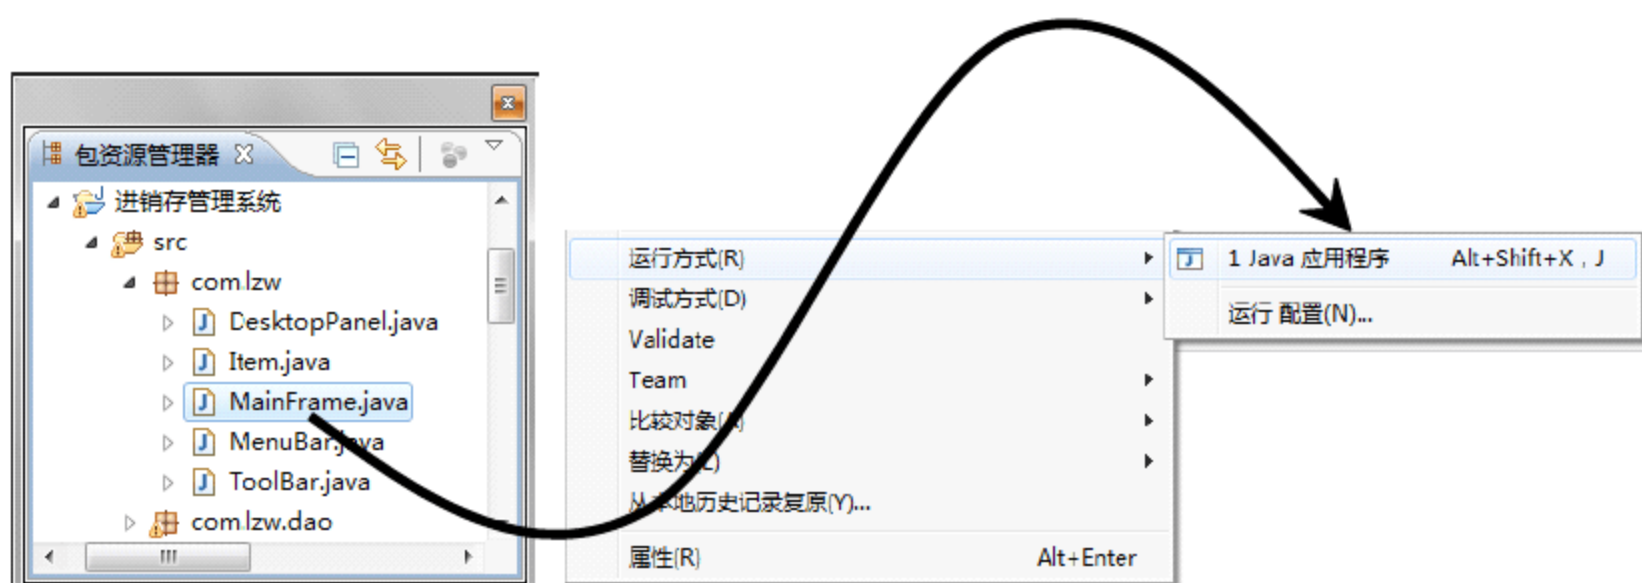 包资源管理器
进销存管理系统
src
com.lzw
DesktopPanel.java
Item.java
MainFrame.java
MenuBar.java
ToolBar.java
com.lzw.dao
运行方式(R)
调试方式(D)
Validate
Team
比较对象(A)
替换为(L)
从本地历史记录复原(Y)...
属性(R) Alt+Enter
1 Java 应用程序 Alt+Shift+X , J
运行 配置(N)...